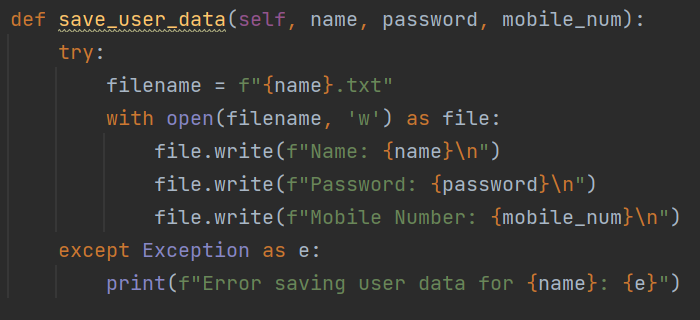 def save_user_data(self, name, password, mobile_num):
    try:
        filename = f"{name}.txt"
        with open(filename, 'w') as file:
            file.write(f"Name: {name}\n")
            file.write(f"Password: {password}\n")
            file.write(f"Mobile Number: {mobile_num}\n")
    except Exception as e:
        print(f"Error saving user data for {name}: {e}")